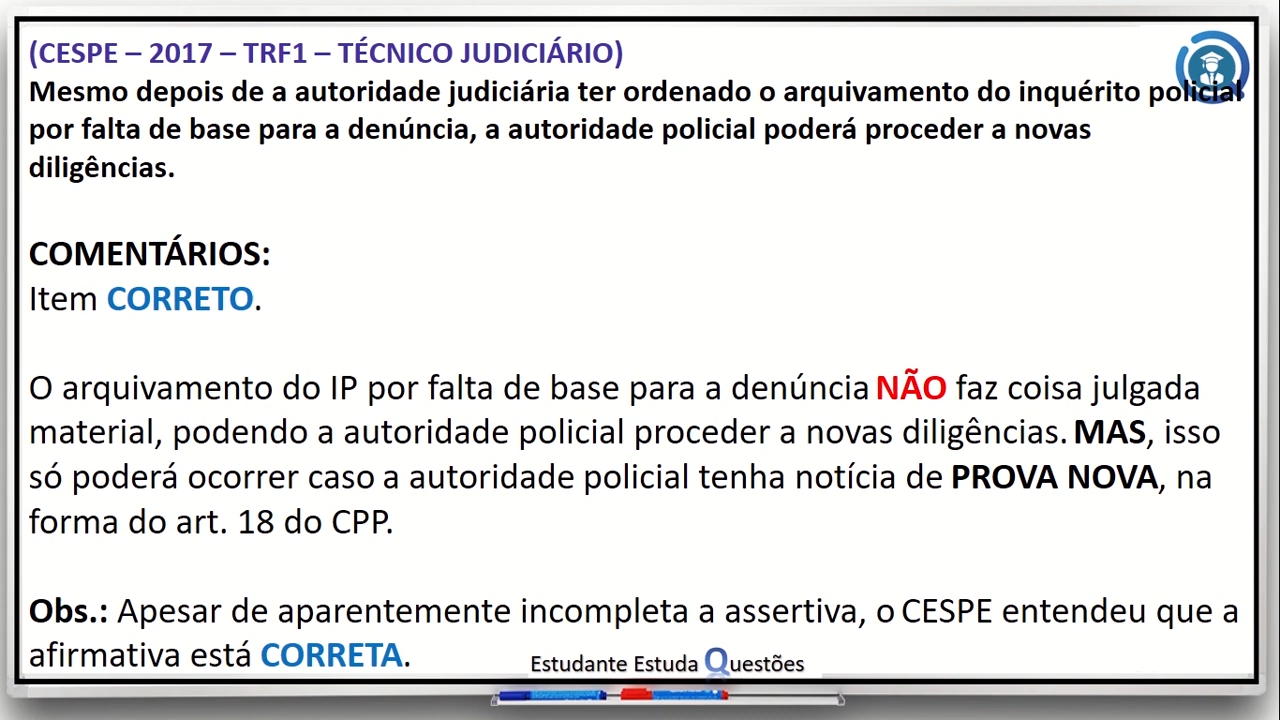 (CESPE – 2017 – TRF1 – TÉCNICO JUDICIÁRIO)
Mesmo depois de a autoridade judiciária ter ordenado o arquivamento do inquérito policial
por falta de base para a denúncia, a autoridade policial poderá proceder a novas
diligências.
COMENTÁRIOS:
Item CORRETO.
O arquivamento do IP por falta de base para a denúncia NÃO faz coisa julgada
material, podendo a autoridade policial proceder a novas diligências. MAS, isso
só poderá ocorrer caso a autoridade policial tenha notícia de PROVA NOVA, na
forma do art. 18 do CPP.
Obs.: Apesar de aparentemente incompleta a assertiva, o CESPE entendeu que a
afirmativa está CORRETA.
Estudante Estuda Questões